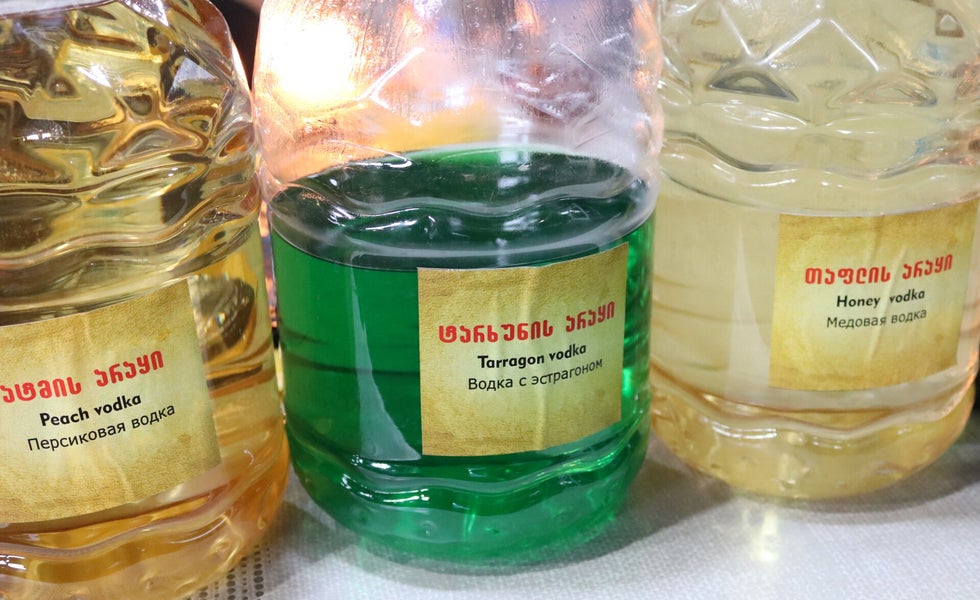 ატმის არაყი
Peach vodka
Персиковая водка
ტარხუნის არაყი
Tarragon vodka
Водка с эстрагоном
თაფლის არაყი
Honey vodka
Медовая водка